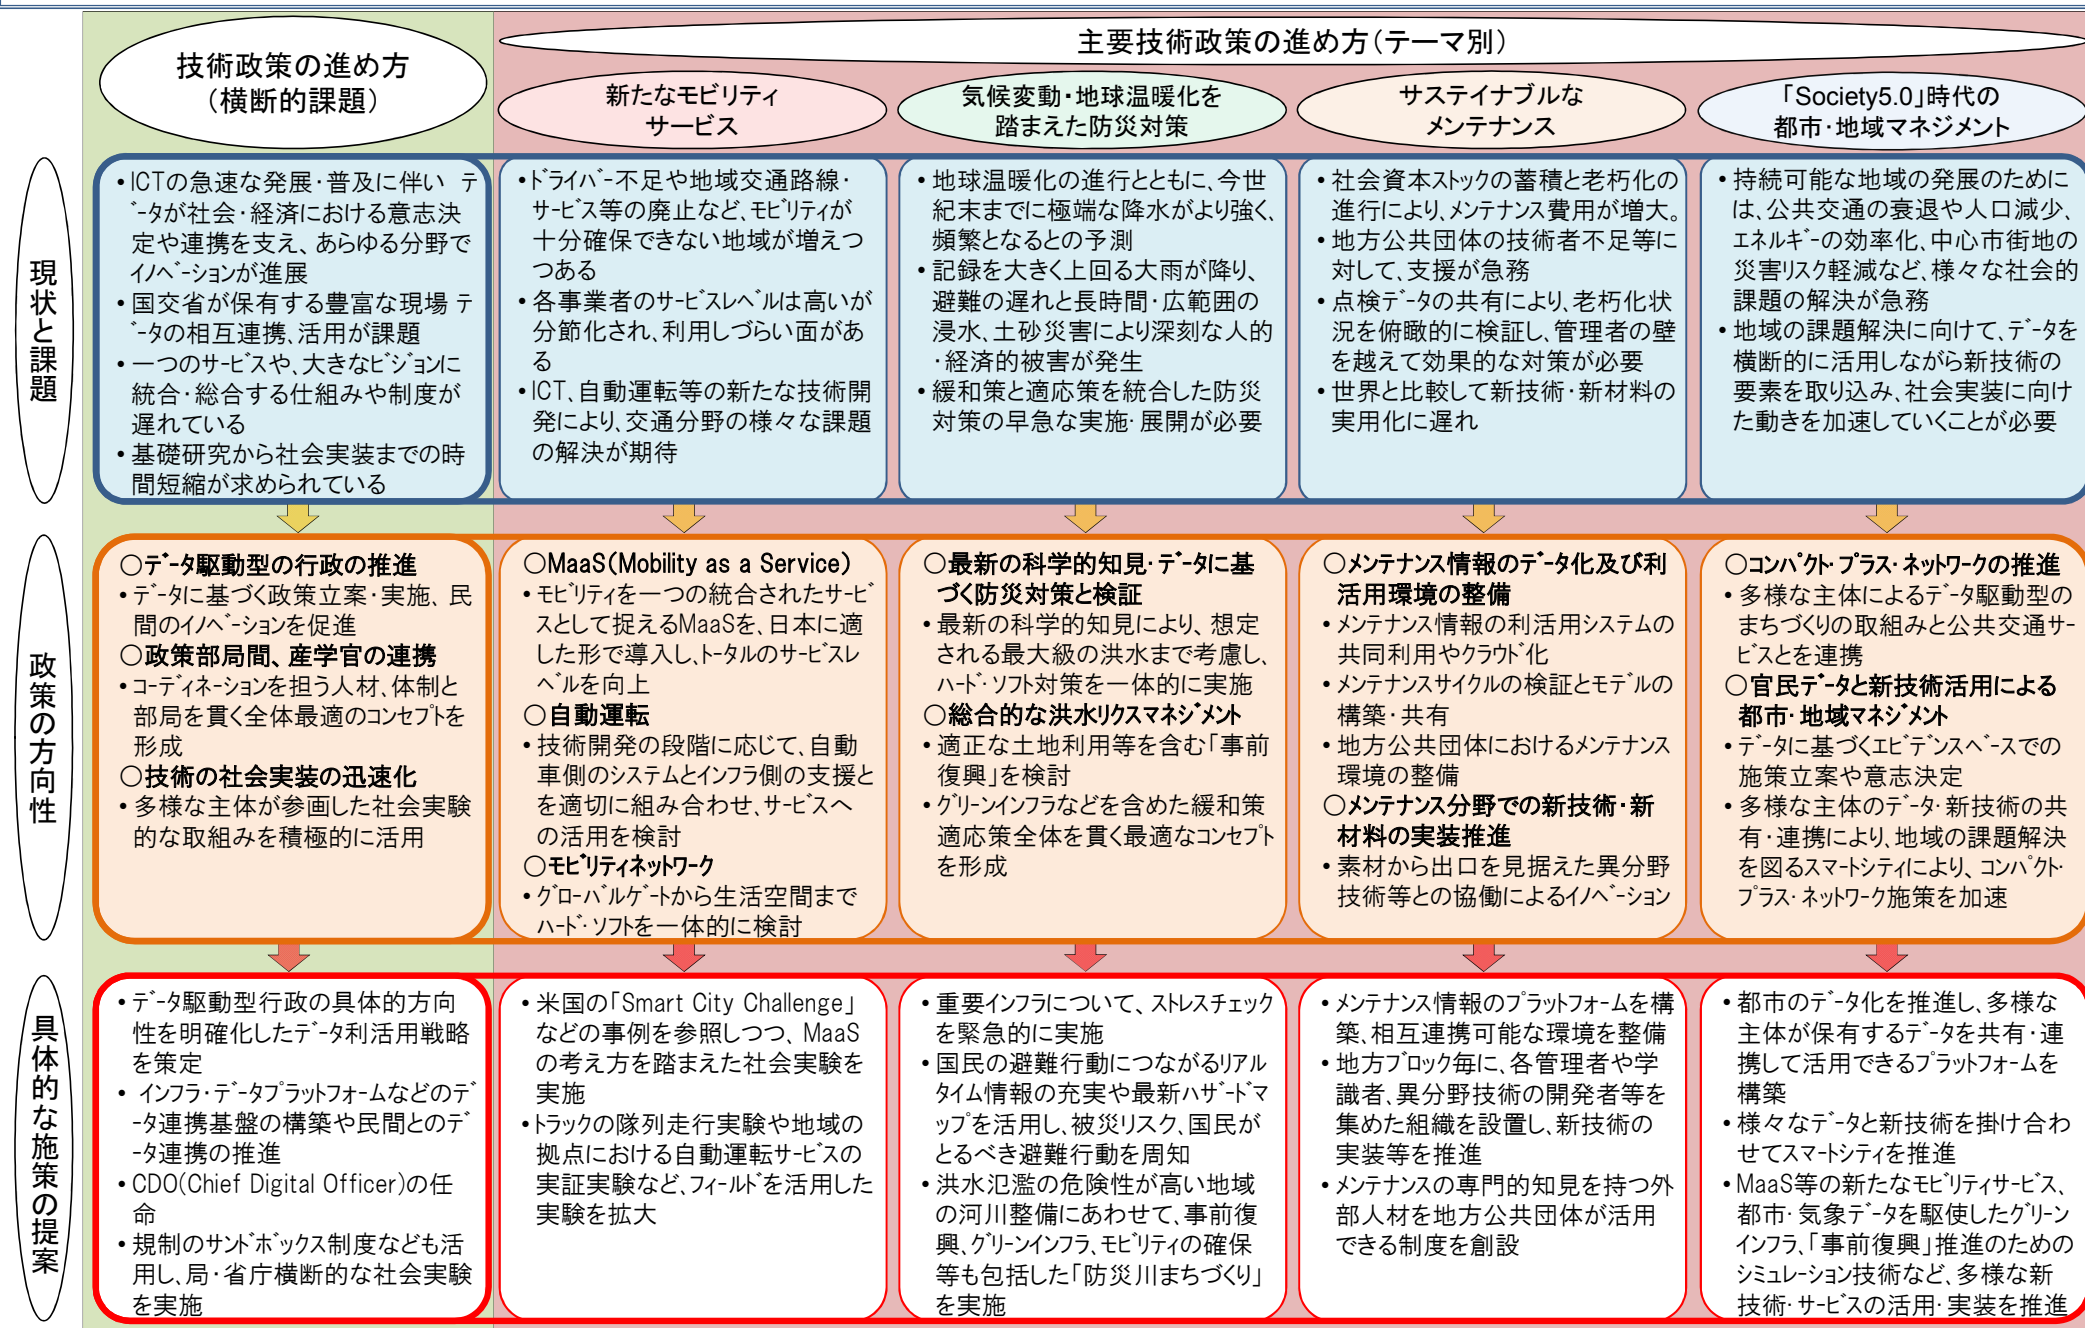 技術政策の進め方
（横断的課題）
主要技術政策の進め方（テーマ別）
新たなモビリティ
サービス
気候変動・地球温暖化を
踏まえた防災対策
サステイナブルな
メンテナンス
「Society5.0」時代の
都市・地域マネジメント
現状と課題
•ICTの急速な発展・普及に伴い デ
ータが社会・経済における意志決
定や連携を支え、あらゆる分野で
イノベーションが進展
•国交省が保有する豊富な現場 デ
ータの相互連携、活用が課題
•一つのサービスや、大きなビジョンに
統合・総合する仕組みや制度が
遅れている
•基礎研究から社会実装までの時
間短縮が求められている
•ドライバー不足や地域交通路線・
サービス等の廃止など、モビリティが
十分確保できない地域が増えつ
つある
•各事業者のサービスレベルは高いが
分節化され、利用しづらい面があ
る
•ICT、自動運転等の新たな技術開
発により、交通分野の様々な課題
の解決が期待
•地球温暖化の進行とともに、今世
紀末までに極端な降水がより強く、
頻繁となるとの予測
•記録を大きく上回る大雨が降り、
避難の遅れと長時間・広範囲の
浸水、土砂災害により深刻な人的
・経済的被害が発生
•緩和策と適応策を統合した防災
対策の早急な実施・展開が必要
•社会資本ストックの蓄積と老朽化の
進行により、メンテナンス費用が増大。
•地方公共団体の技術者不足等に
対して、支援が急務
•点検データの共有により、老朽化状
況を俯瞰的に検証し、管理者の壁
を越えて効果的な対策が必要
•世界と比較して新技術・新材料の
実用化に遅れ
•持続可能な地域の発展のために
は、公共交通の衰退や人口減少、
エネルギーの効率化、中心市街地の
災害リスク軽減など、様々な社会的
課題の解決が急務
•地域の課題解決に向けて、データを
横断的に活用しながら新技術の
要素を取り込み、社会実装に向け
た動きを加速していくことが必要
政策の方向性
○データ駆動型の行政の推進
•データに基づく政策立案・実施、民
間のイノベーションを促進
○政策部局間、産学官の連携
•コーディネーションを担う人材、体制と
部局を貫く全体最適のコンセプトを
形成
○技術の社会実装の迅速化
•多様な主体が参画した社会実験
的な取組みを積極的に活用
○MaaS（Mobility as a Service）
•モビリティを一つの統合されたサービ
スとして捉えるMaaSを、日本に適
した形で導入し、トータルのサービスレ
ベルを向上
○自動運転
•技術開発の段階に応じて、自動
車側のシステムとインフラ側の支援と
を適切に組み合わせ、サービスへ
の活用を検討
○モビリティネットワーク
•グローバルゲートから生活空間まで
ハード・ソフトを一体的に検討
○最新の科学的知見・データに基
づく防災対策と検証
•最新の科学的知見により、想定
される最大級の洪水まで考慮し、
ハード・ソフト対策を一体的に実施
○総合的な洪水リクスマネジメント
•適正な土地利用等を含む「事前
復興」を検討
•グリーンインフラなどを含めた緩和策
適応策全体を貫く最適なコンセプト
を形成
○メンテナンス情報のデータ化及び利
活用環境の整備
•メンテナンス情報の利活用システムの
共同利用やクラウド化
•メンテナンスサイクルの検証とモデルの
構築・共有
•地方公共団体におけるメンテナンス
環境の整備
○メンテナンス分野での新技術・新
材料の実装推進
•素材から出口を見据えた異分野
技術等との協働によるイノベーション
○コンパクト・プラス・ネットワークの推進
•多様な主体によるデータ駆動型の
まちづくりの取組みと公共交通サー
ビスとを連携
○官民データと新技術活用による
都市・地域マネジメント
•データに基づくエビデンスベースでの
施策立案や意志決定
•多様な主体のデータ・新技術の共
有・連携により、地域の課題解決
を図るスマートシティにより、コンパクト・
プラス・ネットワーク施策を加速
具体的な施策の提案
•データ駆動型行政の具体的方向
性を明確化したデータ利活用戦略
を策定
• インフラ・データプラットフォームなどのデ
ータ連携基盤の構築や民間とのデ
ータ連携の推進
•CDO(Chief Digital Officer)の任
命
•規制のサンドボックス制度なども活
用し、局・省庁横断的な社会実験
を実施
•米国の「Smart City Challenge」
などの事例を参照しつつ、MaaS
の考え方を踏まえた社会実験を
実施
•トラックの隊列走行実験や地域の
拠点における自動運転サービスの
実証実験など、フィールドを活用した
実験を拡大
•重要インフラについて、ストレスチェック
を緊急的に実施
•国民の避難行動につながるリアル
タイム情報の充実や最新ハザードマ
ップを活用し、被災リスク、国民が
とるべき避難行動を周知
•洪水氾濫の危険性が高い地域
の河川整備にあわせて、事前復
興、グリーンインフラ、モビリティの確保
等も包括した「防災川まちづくり」
を実施
•メンテナンス情報のプラットフォームを構
築、相互連携可能な環境を整備
•地方ブロック毎に、各管理者や学
識者、異分野技術の開発者等を
集めた組織を設置し、新技術の
実装等を推進
•メンテナンスの専門的知見を持つ外
部人材を地方公共団体が活用
できる制度を創設
•都市のデータ化を推進し、多様な
主体が保有するデータを共有・連
携して活用できるプラットフォームを
構築
•様々なデータと新技術を掛け合わ
せてスマートシティを推進
•MaaS等の新たなモビリティサービス、
都市・気象データを駆使したグリーン
インフラ、「事前復興」推進のための
シミュレーション技術など、多様な新
技術・サービスの活用・実装を推進